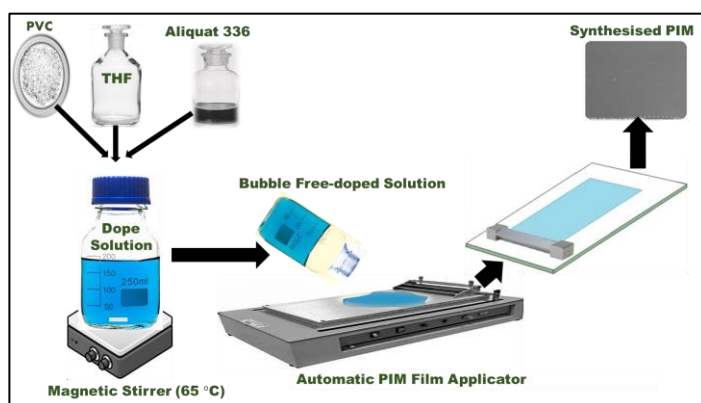 PVC
THF
Aliquat 336
Synthesised PIM
Bubble Free-doped Solution
Dope
Solution
200
150
100
50
250ml
Magnetic Stirrer (65 °C)
Automatic PIM Film Applicator